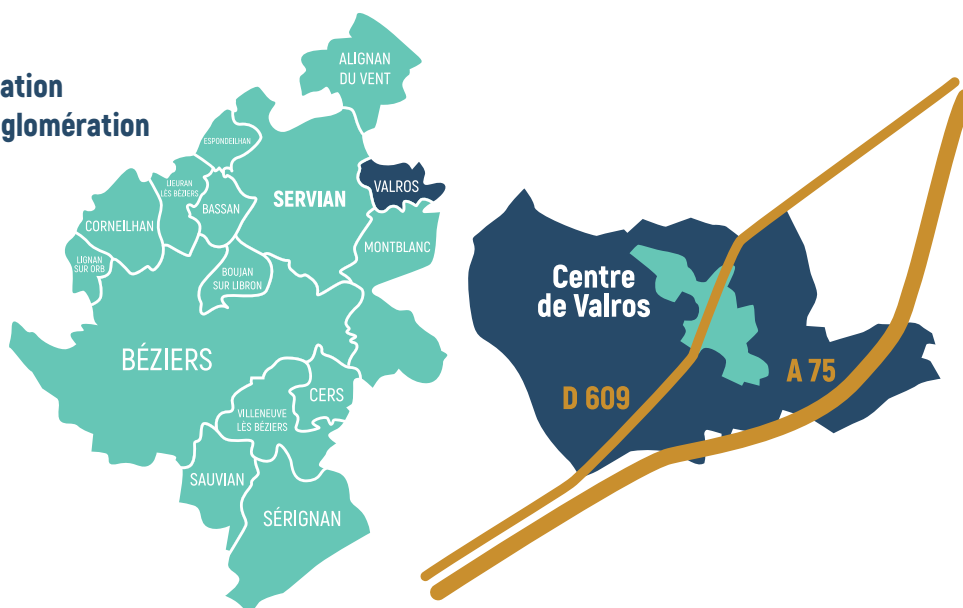 ation
glomération
ALIGNAN
DU VENT
ESPONDEILHAN
LIEURAN
LÈS BÉZIERS
BASSAN
SERVIAN
VALROS
CORNEILHAN
MONTBLANC
LIGNAN
SUR ORB
BOUJAN
SUR LIBRON
BÉZIERS
CERS
VILLENEUVE
LÈS BÉZIERS
SAUVIAN
SÉRIGNAN
Centre
de Valros
D 609
A 75